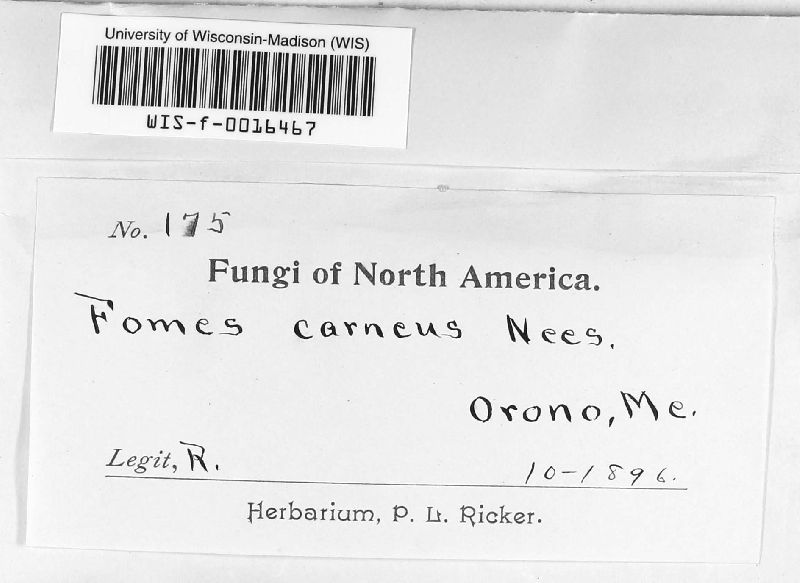 University of Wisconsin-Madison (WIS)
WIS-f-0016467
No. 175
Fungi of North America.
Fomes carneus Nees.
Orono, Me.
Legit, R.
10-1896.
Herbarium, P. L. Ricker.